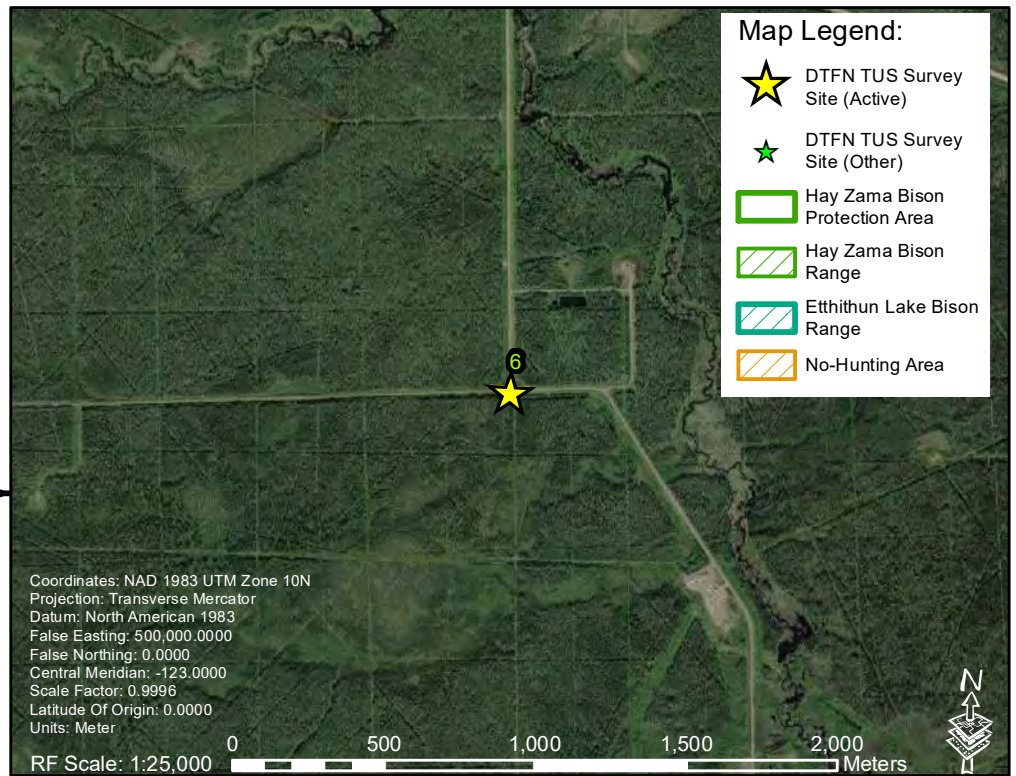 Map Legend:
DTFN TUS Survey
Site (Active)
DTFN TUS Survey
Site (Other)
Hay Zama Bison
Protection Area
Hay Zama Bison
Range
Etthithun Lake Bison
Range
No-Hunting Area
6
Coordinates: NAD 1983 UTM Zone 10N
Projection: Transverse Mercator
Datum: North American 1983
False Easting: 500,000.0000
False Northing: 0.0000
Central Meridian: -123.0000
Scale Factor: 0.9996
Latitude Of Origin: 0.0000
Units: Meter
RF Scale: 1:25,000
0 500 1,000 1,500 2,000
Meters
N